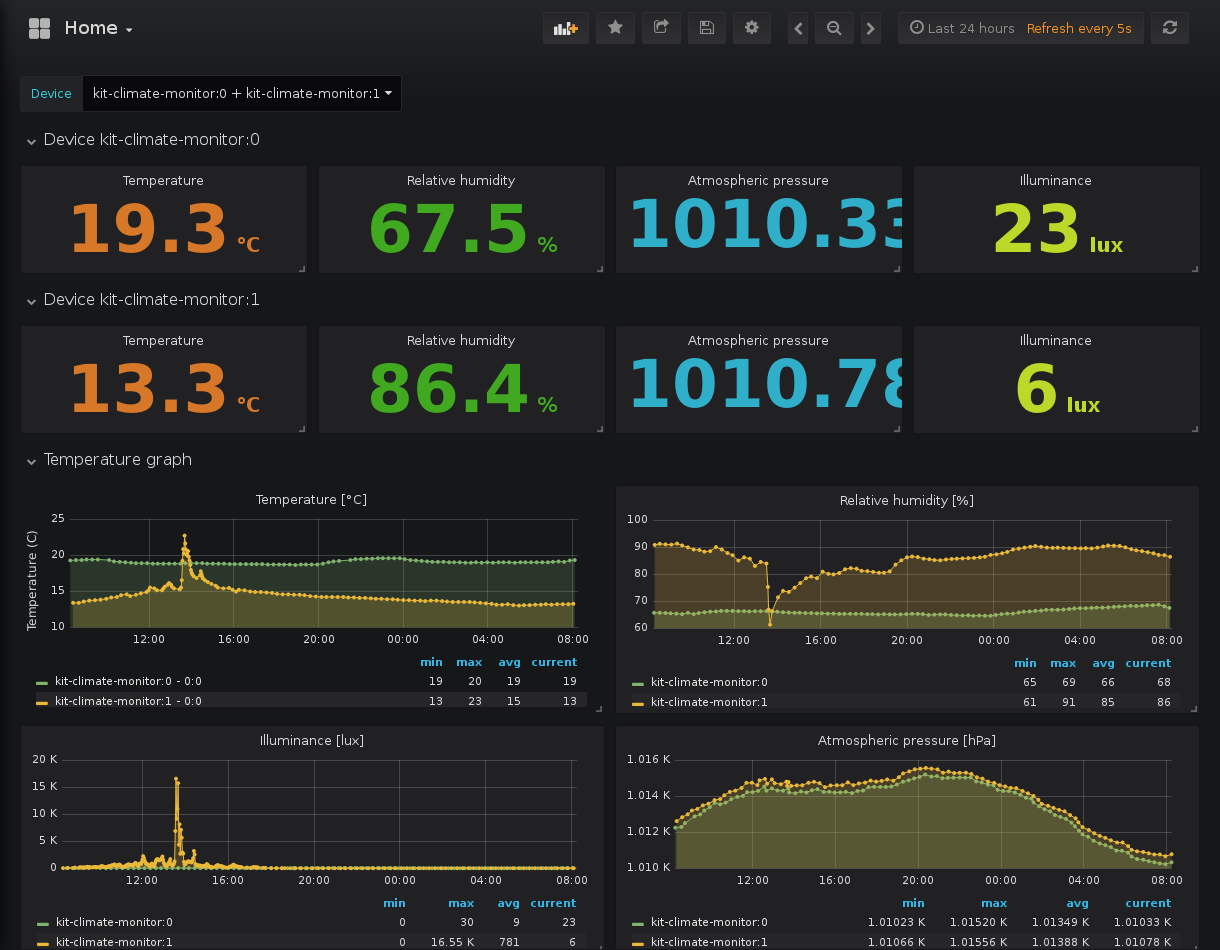 Home
Last 24 hours Refresh every 5s
Device kit-climate-monitor:0 + kit-climate-monitor:1
Device kit-climate-monitor:0
Temperature Relative humidity Atmospheric pressure Illuminance
19.3 °C 67.5 % 1010.33 23 lux
Device kit-climate-monitor:1
Temperature Relative humidity Atmospheric pressure Illuminance
13.3 °C 86.4 % 1010.78 6 lux
Temperature graph
Temperature [°C]
Temperature (C)
25
20
15
10
12:00 16:00 20:00 00:00 04:00 08:00
min max avg current
kit-climate-monitor:0 - 0:0 19 20 19 19
kit-climate-monitor:1 - 0:0 13 23 15 13
Relative humidity [%]
100
90
80
70
60
12:00 16:00 20:00 00:00 04:00 08:00
min max avg current
kit-climate-monitor:0 65 69 66 68
kit-climate-monitor:1 61 91 85 86
Illuminance [lux]
20 K
15 K
10 K
5 K
0
12:00 16:00 20:00 00:00 04:00 08:00
min max avg current
kit-climate-monitor:0 0 30 9 23
kit-climate-monitor:1 0 16.55 K 781 6
Atmospheric pressure [hPa]
1.016 K
1.014 K
1.012 K
1.010 K
12:00 16:00 20:00 00:00 04:00 08:00
min max avg current
kit-climate-monitor:0 1.01023 K 1.01520 K 1.01349 K 1.01033 K
kit-climate-monitor:1 1.01066 K 1.01556 K 1.01388 K 1.01078 K